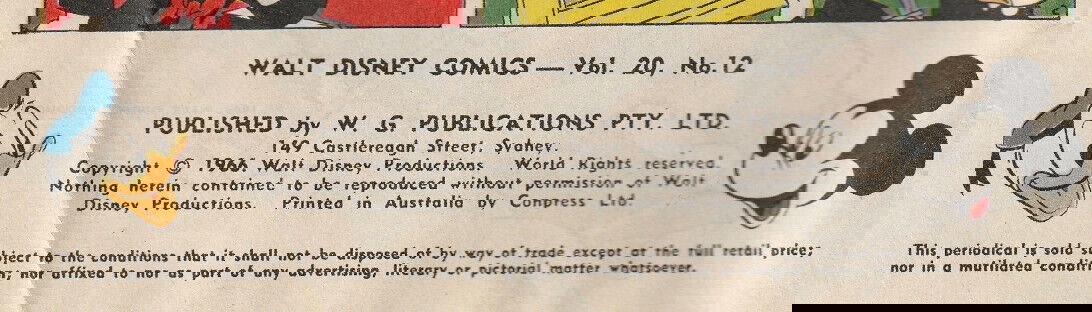 WALT DISNEY COMICS — Vol. 20, No. 12
PUBLISHED by W. G. PUBLICATIONS PTY. LTD.
149 Castlereagh Street, Sydney.
Copyright © 1966 Walt Disney Productions. World Rights reserved.
Nothing herein contained to be reproduced without permission of Walt
Disney Productions. Printed in Australia by Conpress Ltd.
to the conditions that it shall not be disposed of by way of trade except at the full retail price;
nor affixed to nor as part of any advertising, literary or pictorial matter whatsoever.
This periodical is sold
nor in a mutilated